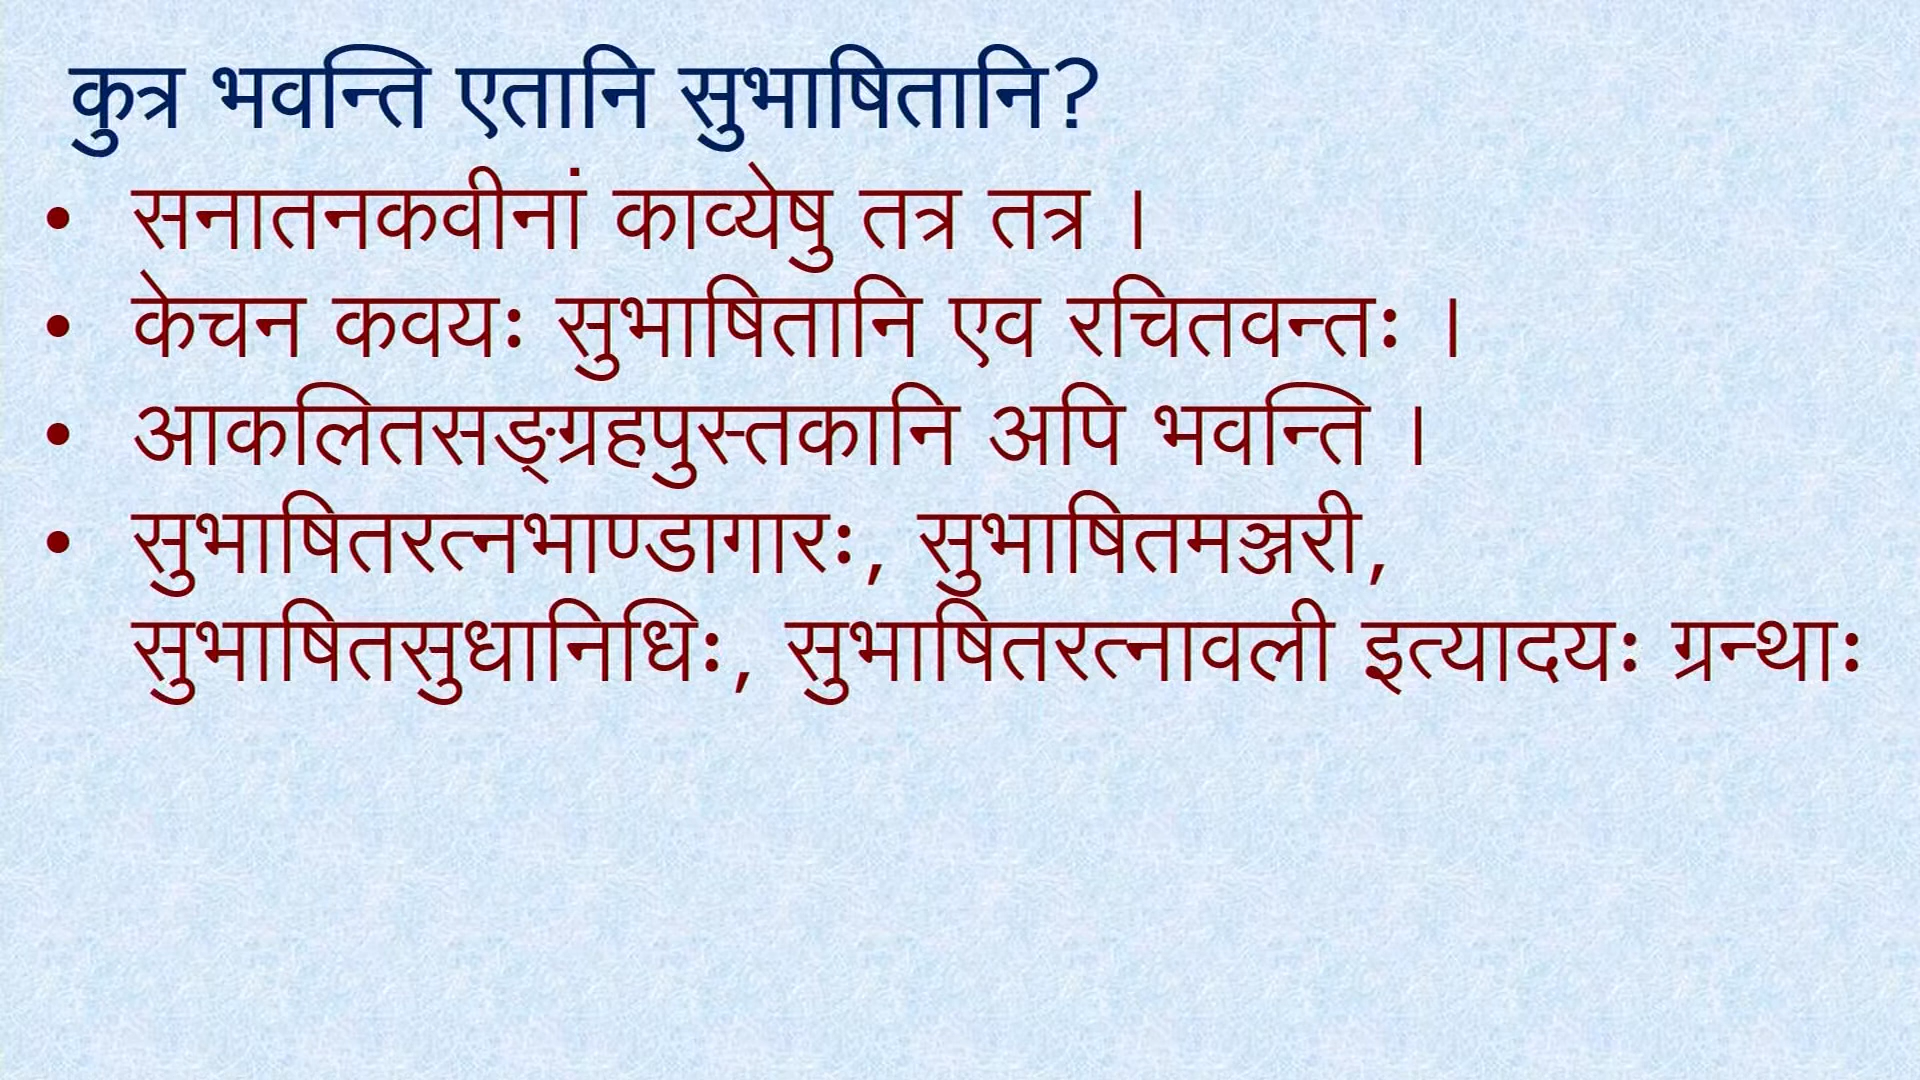 कुत्र भवन्ति एतानि सुभाषितानि?
• सनातनकवीनां काव्येषु तत्र तत्र ।
• केचन कवयः सुभाषितानि एव रचितवन्तः ।
• आकलितसङ्ग्रहपुस्तकानि अपि भवन्ति ।
• सुभाषितरत्नभाण्डागारः, सुभाषितमञ्जरी,
सुभाषितसुधानिधिः, सुभाषितरत्नावली इत्यादयः ग्रन्थाः